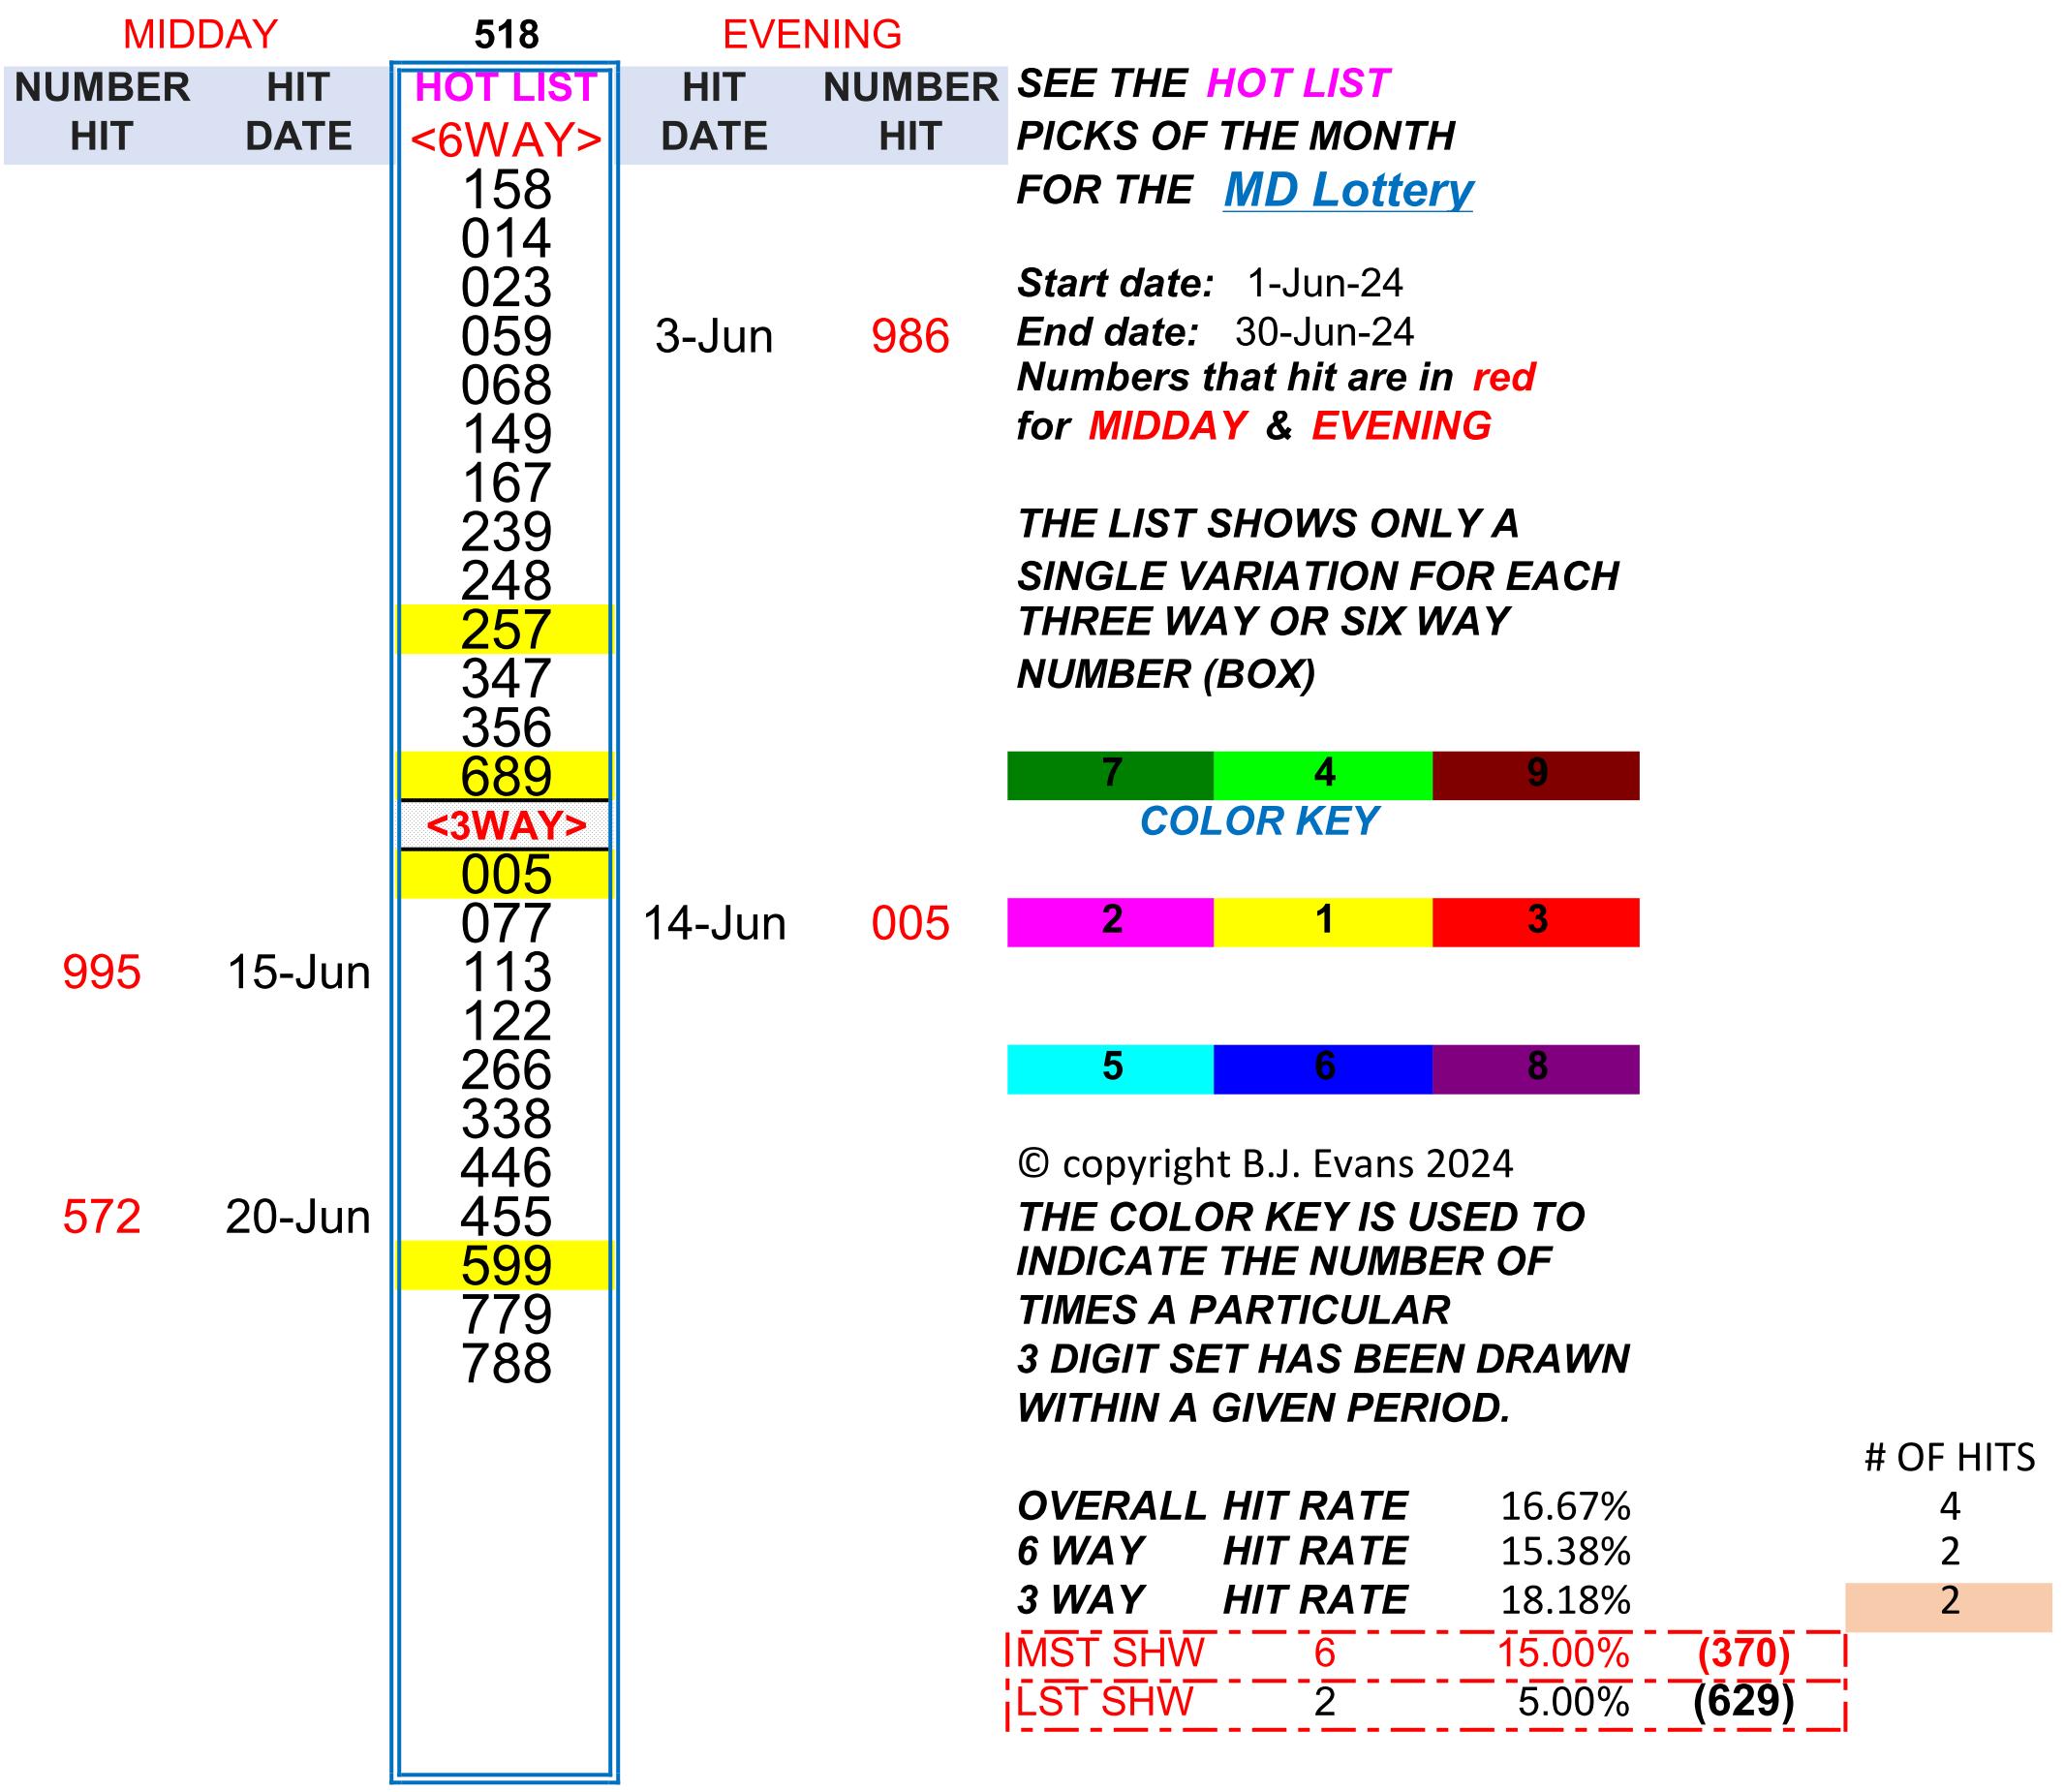 MIDDAY 518 EVENING
NUMBER HIT HOT LIST HIT NUMBER
HIT DATE <6WAY> DATE HIT
158
014
023
059 3-Jun 986
068
149
167
239
248
257
347
356
689
<3WAY>
005
077 14-Jun 005
995 15-Jun 113
122
266
338
446
572 20-Jun 455
599
779
788
SEE THE HOT LIST
PICKS OF THE MONTH
FOR THE MD Lottery
Start date: 1-Jun-24
End date: 30-Jun-24
Numbers that hit are in red
for MIDDAY & EVENING
THE LIST SHOWS ONLY A
SINGLE VARIATION FOR EACH
THREE WAY OR SIX WAY
NUMBER (BOX)
7 4 9
COLOR KEY
2 1 3
5 6 8
© copyright B.J. Evans 2024
THE COLOR KEY IS USED TO
INDICATE THE NUMBER OF
TIMES A PARTICULAR
3 DIGIT SET HAS BEEN DRAWN
WITHIN A GIVEN PERIOD.
# OF HITS
OVERALL HIT RATE 16.67% 4
6 WAY HIT RATE 15.38% 2
3 WAY HIT RATE 18.18% 2
MST SHW 6 15.00% (370)
LST SHW 2 5.00% (629)